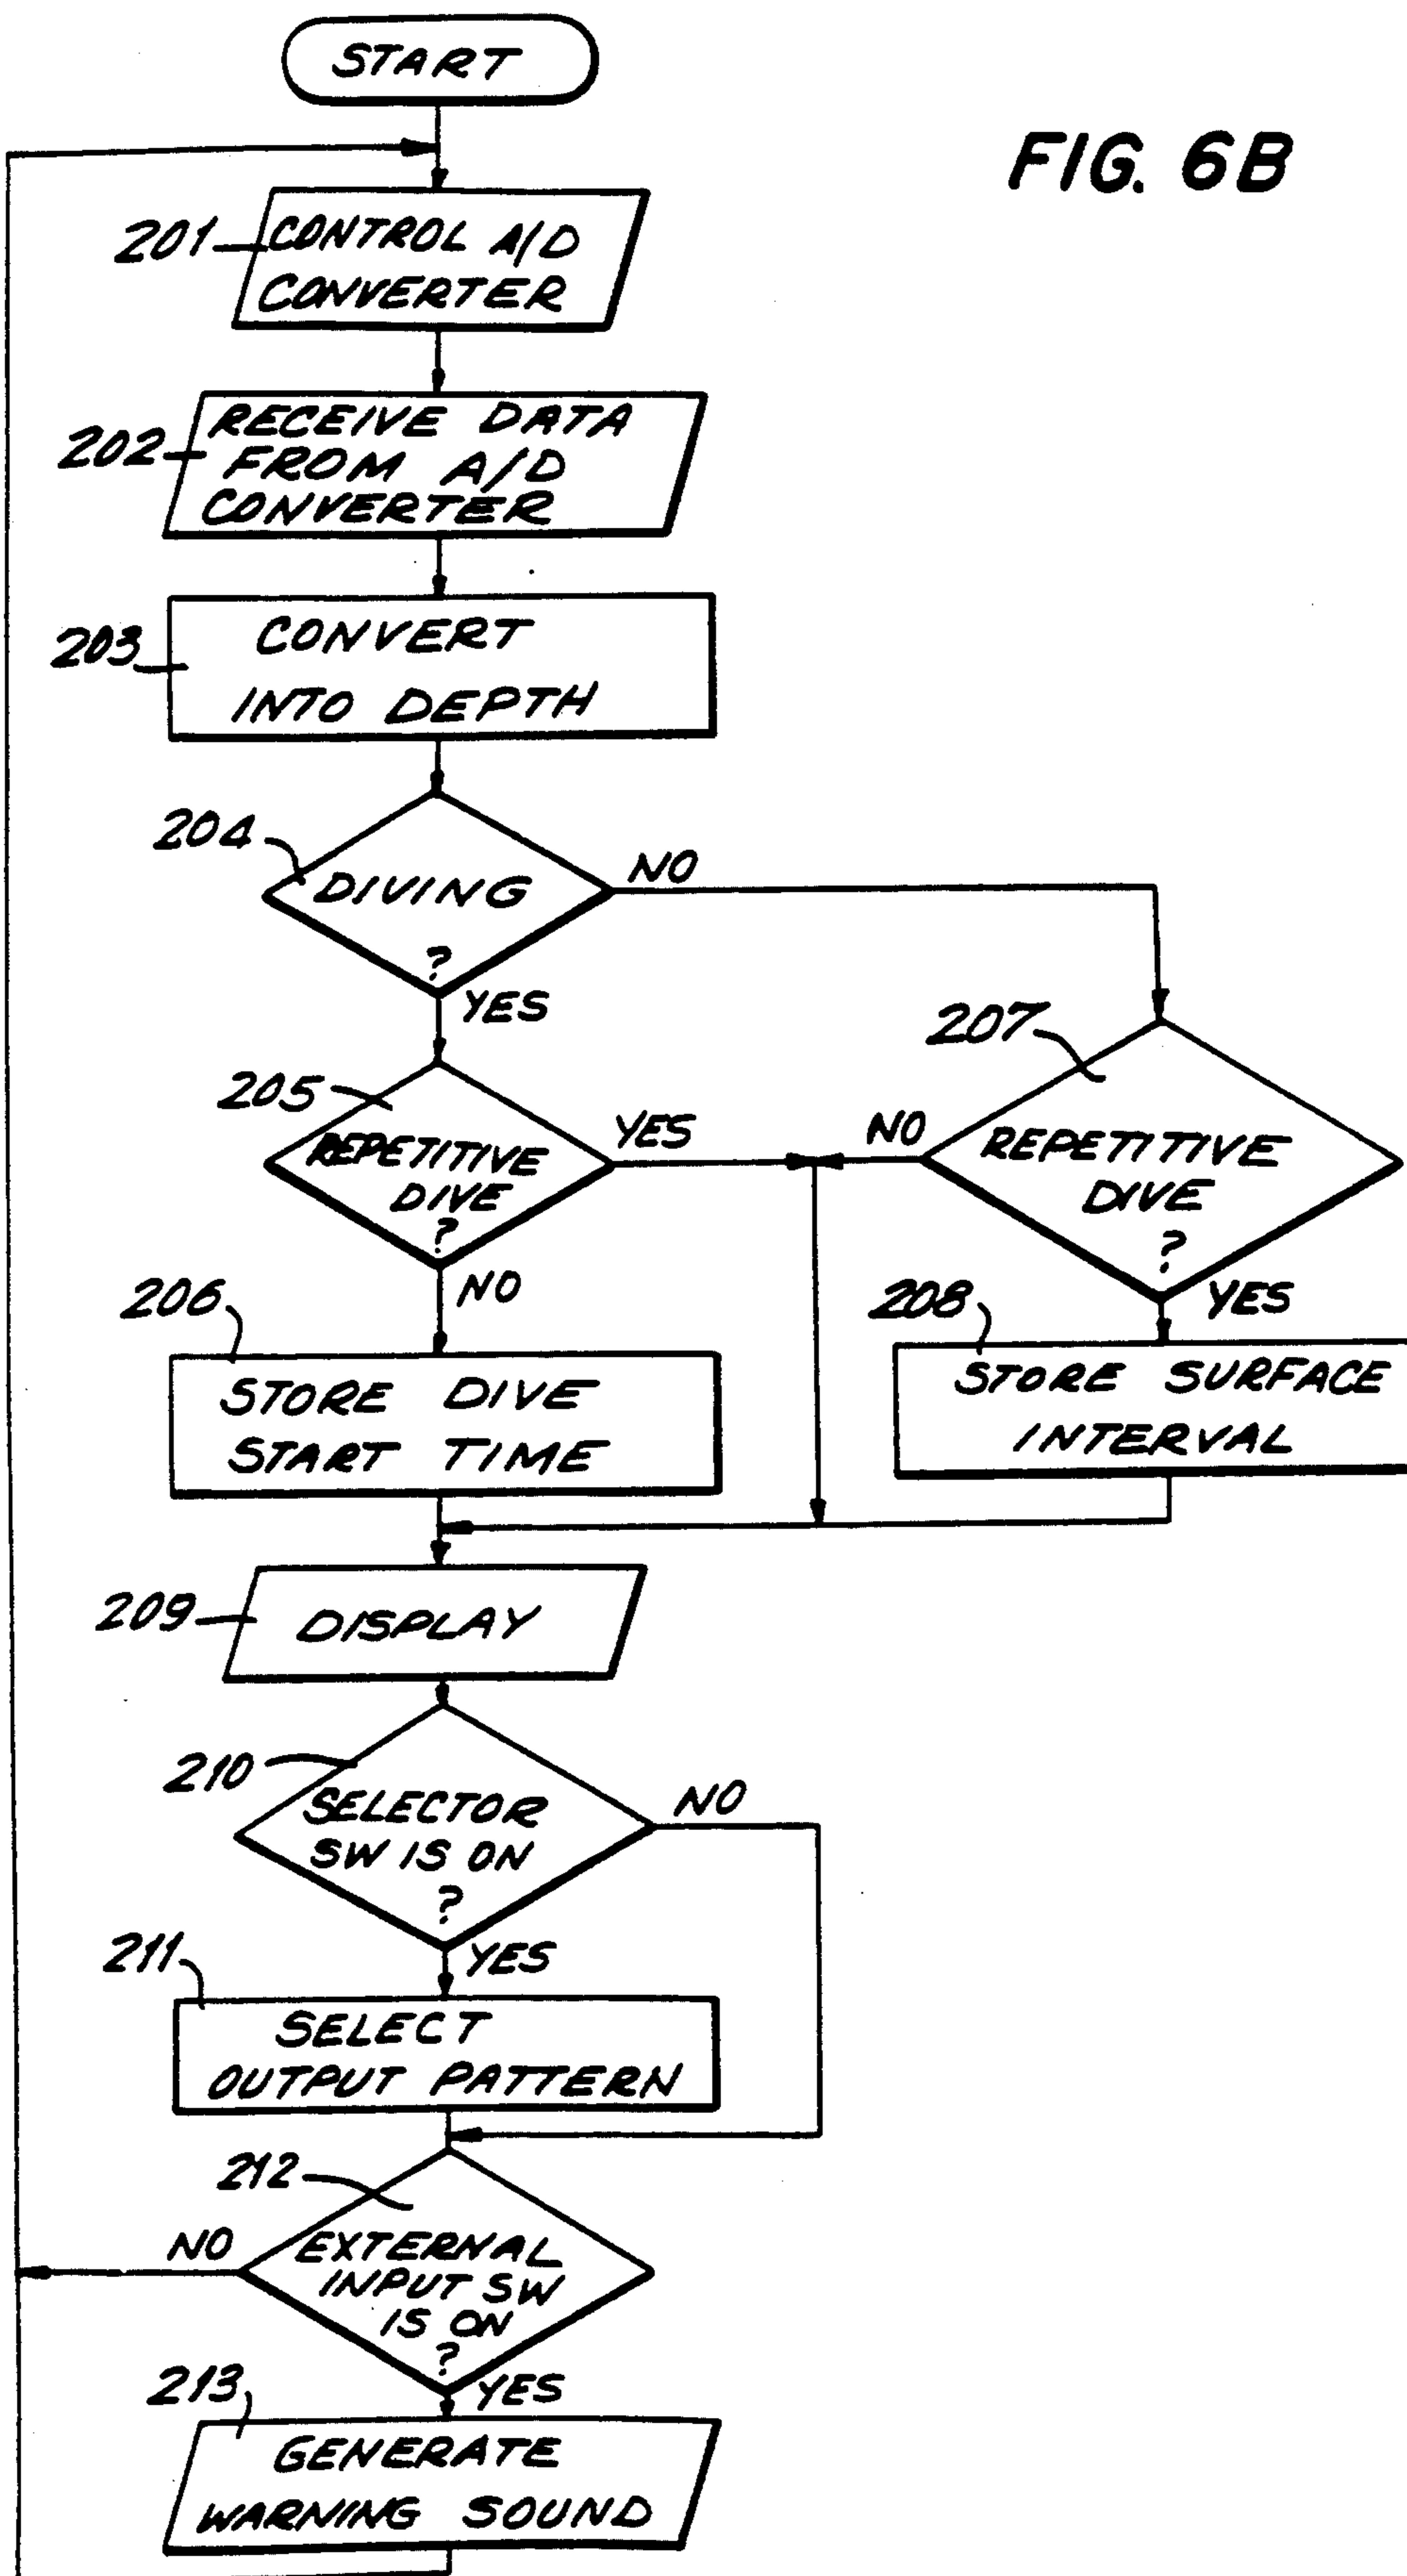 START
FIG. 6B
201
CONTROL A/D
CONVERTER
202
RECEIVE DATA
FROM A/D
CONVERTER
203
CONVERT
INTO DEPTH
204
DIVING
?
NO
YES
205
REPETITIVE
DIVE
?
YES
NO
207
REPETITIVE
DIVE
?
NO
YES
206
STORE DIVE
START TIME
208
STORE SURFACE
INTERVAL
209
DISPLAY
210
SELECTOR
SW IS ON
?
NO
YES
211
SELECT
OUTPUT PATTERN
212
EXTERNAL
INPUT SW
IS ON
?
NO
YES
213
GENERATE
WARNING SOUND